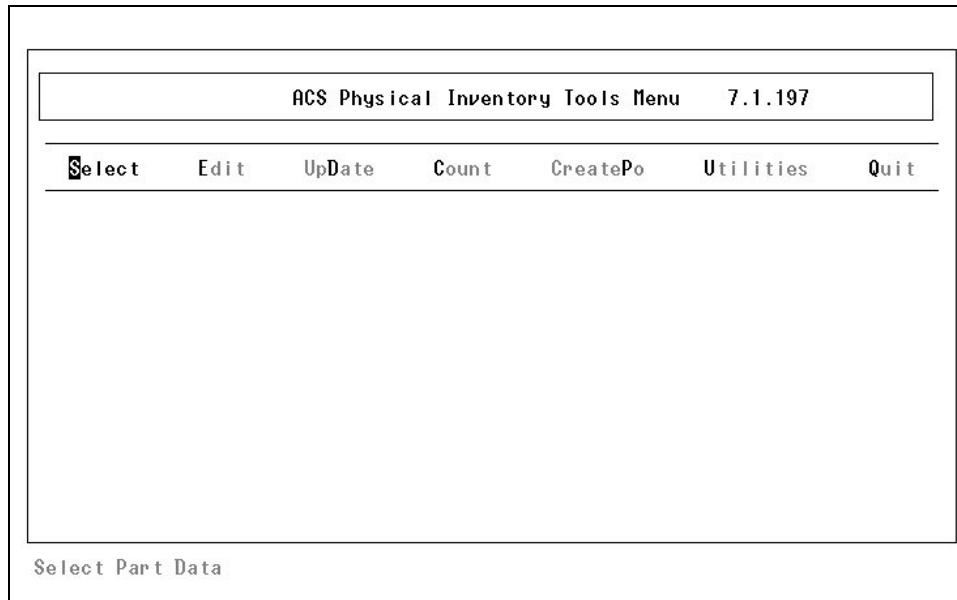 ACS Physical Inventory Tools Menu 7.1.197
Select Edit UpDate Count CreatePo Utilities Quit
Select Part Data